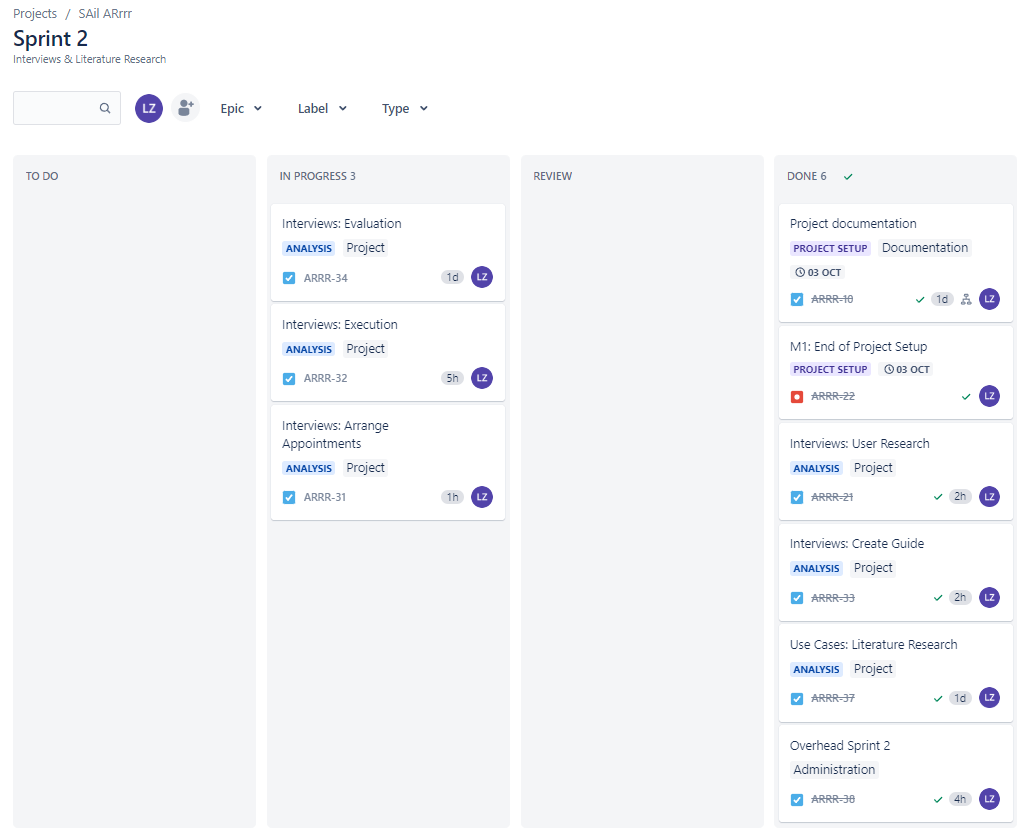 Projects / SAil ARrrr
Sprint 2
Interviews & Literature Research
LZ Epic Label Type
TO DO
IN PROGRESS 3
Interviews: Evaluation
ANALYSIS Project
ARRR-34 1d LZ
Interviews: Execution
ANALYSIS Project
ARRR-32 5h LZ
Interviews: Arrange
Appointments
ANALYSIS Project
ARRR-31 1h LZ
REVIEW
DONE 6
Project documentation
PROJECT SETUP Documentation
03 OCT
ARRR-10 1d LZ
M1: End of Project Setup
PROJECT SETUP 03 OCT
ARRR-22 LZ
Interviews: User Research
ANALYSIS Project
ARRR-21 2h LZ
Interviews: Create Guide
ANALYSIS Project
ARRR-33 2h LZ
Use Cases: Literature Research
ANALYSIS Project
ARRR-37 1d LZ
Overhead Sprint 2
Administration
ARRR-38 4h LZ